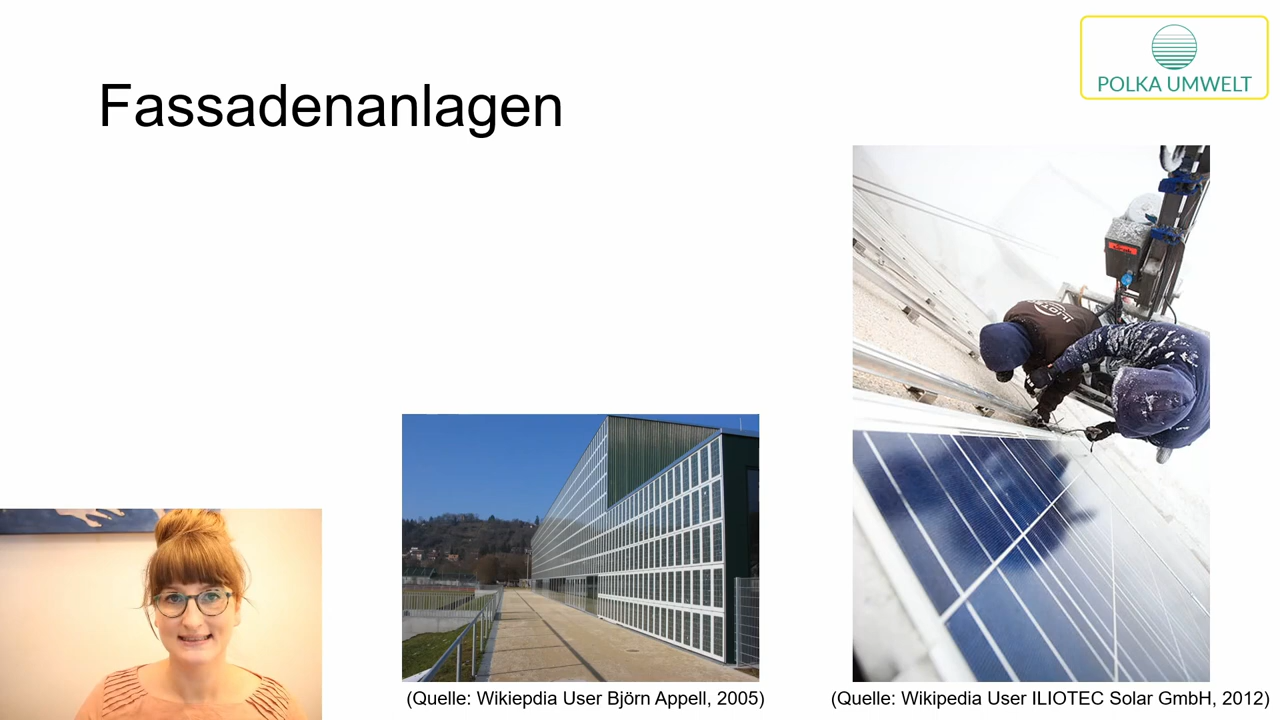 POLKA UMWELT
Fassadenanlagen
(Quelle: Wikiepdia User Björn Appell, 2005)
(Quelle: Wikipedia User ILIOTEC Solar GmbH, 2012)